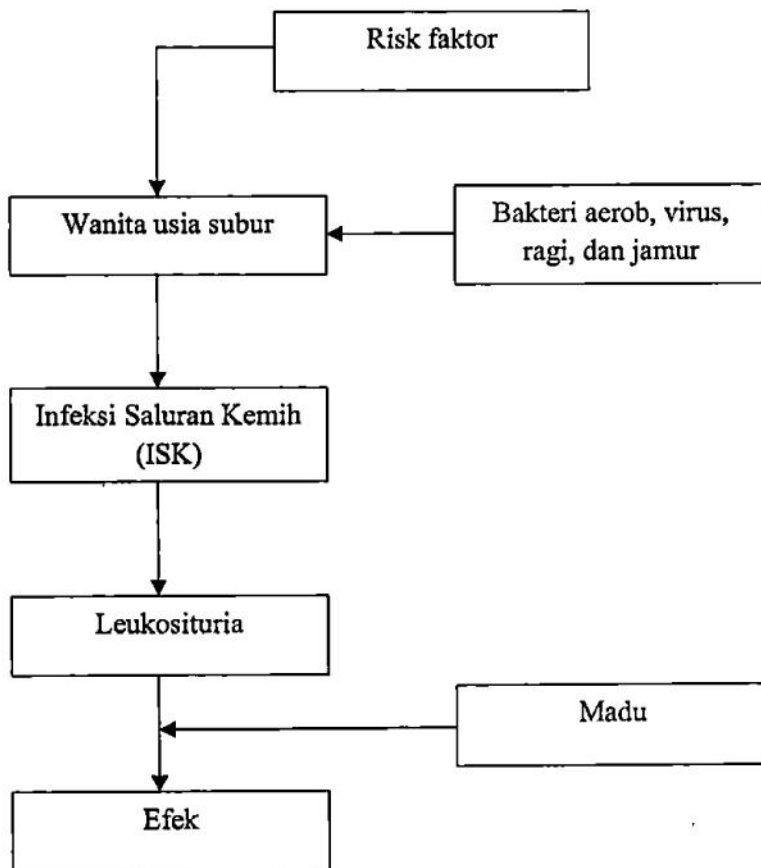 Risk faktor
Wanita usia subur
Bakteri aerob, virus,
ragi, dan jamur
Infeksi Saluran Kemih
(ISK)
Leukosituria
Madu
Efek